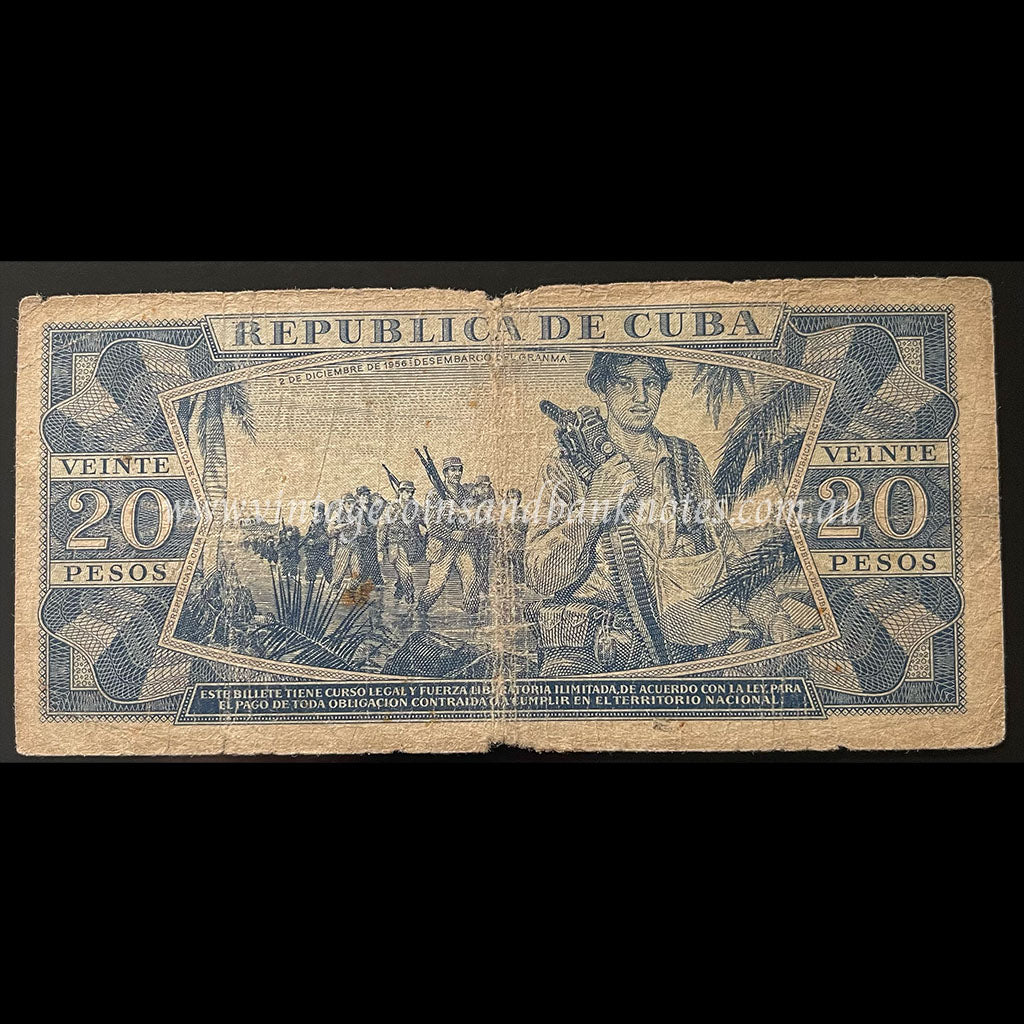 REPUBLICA DE CUBA
2 DE DICIEMBRE DE 1956: DESEMBARCO DEL GRANMA
VEINTE
20
PESOS
VEINTE
20
PESOS
www.vintagecoinsandbanknotes.com.au
ESTE BILLETE TIENE CURSO LEGAL Y FUERZA LIBERATORIA ILIMITADA, DE ACUERDO CON LA LEY, PARA
EL PAGO DE TODA OBLIGACION CONTRAIDA O A CUMPLIR EN EL TERRITORIO NACIONAL